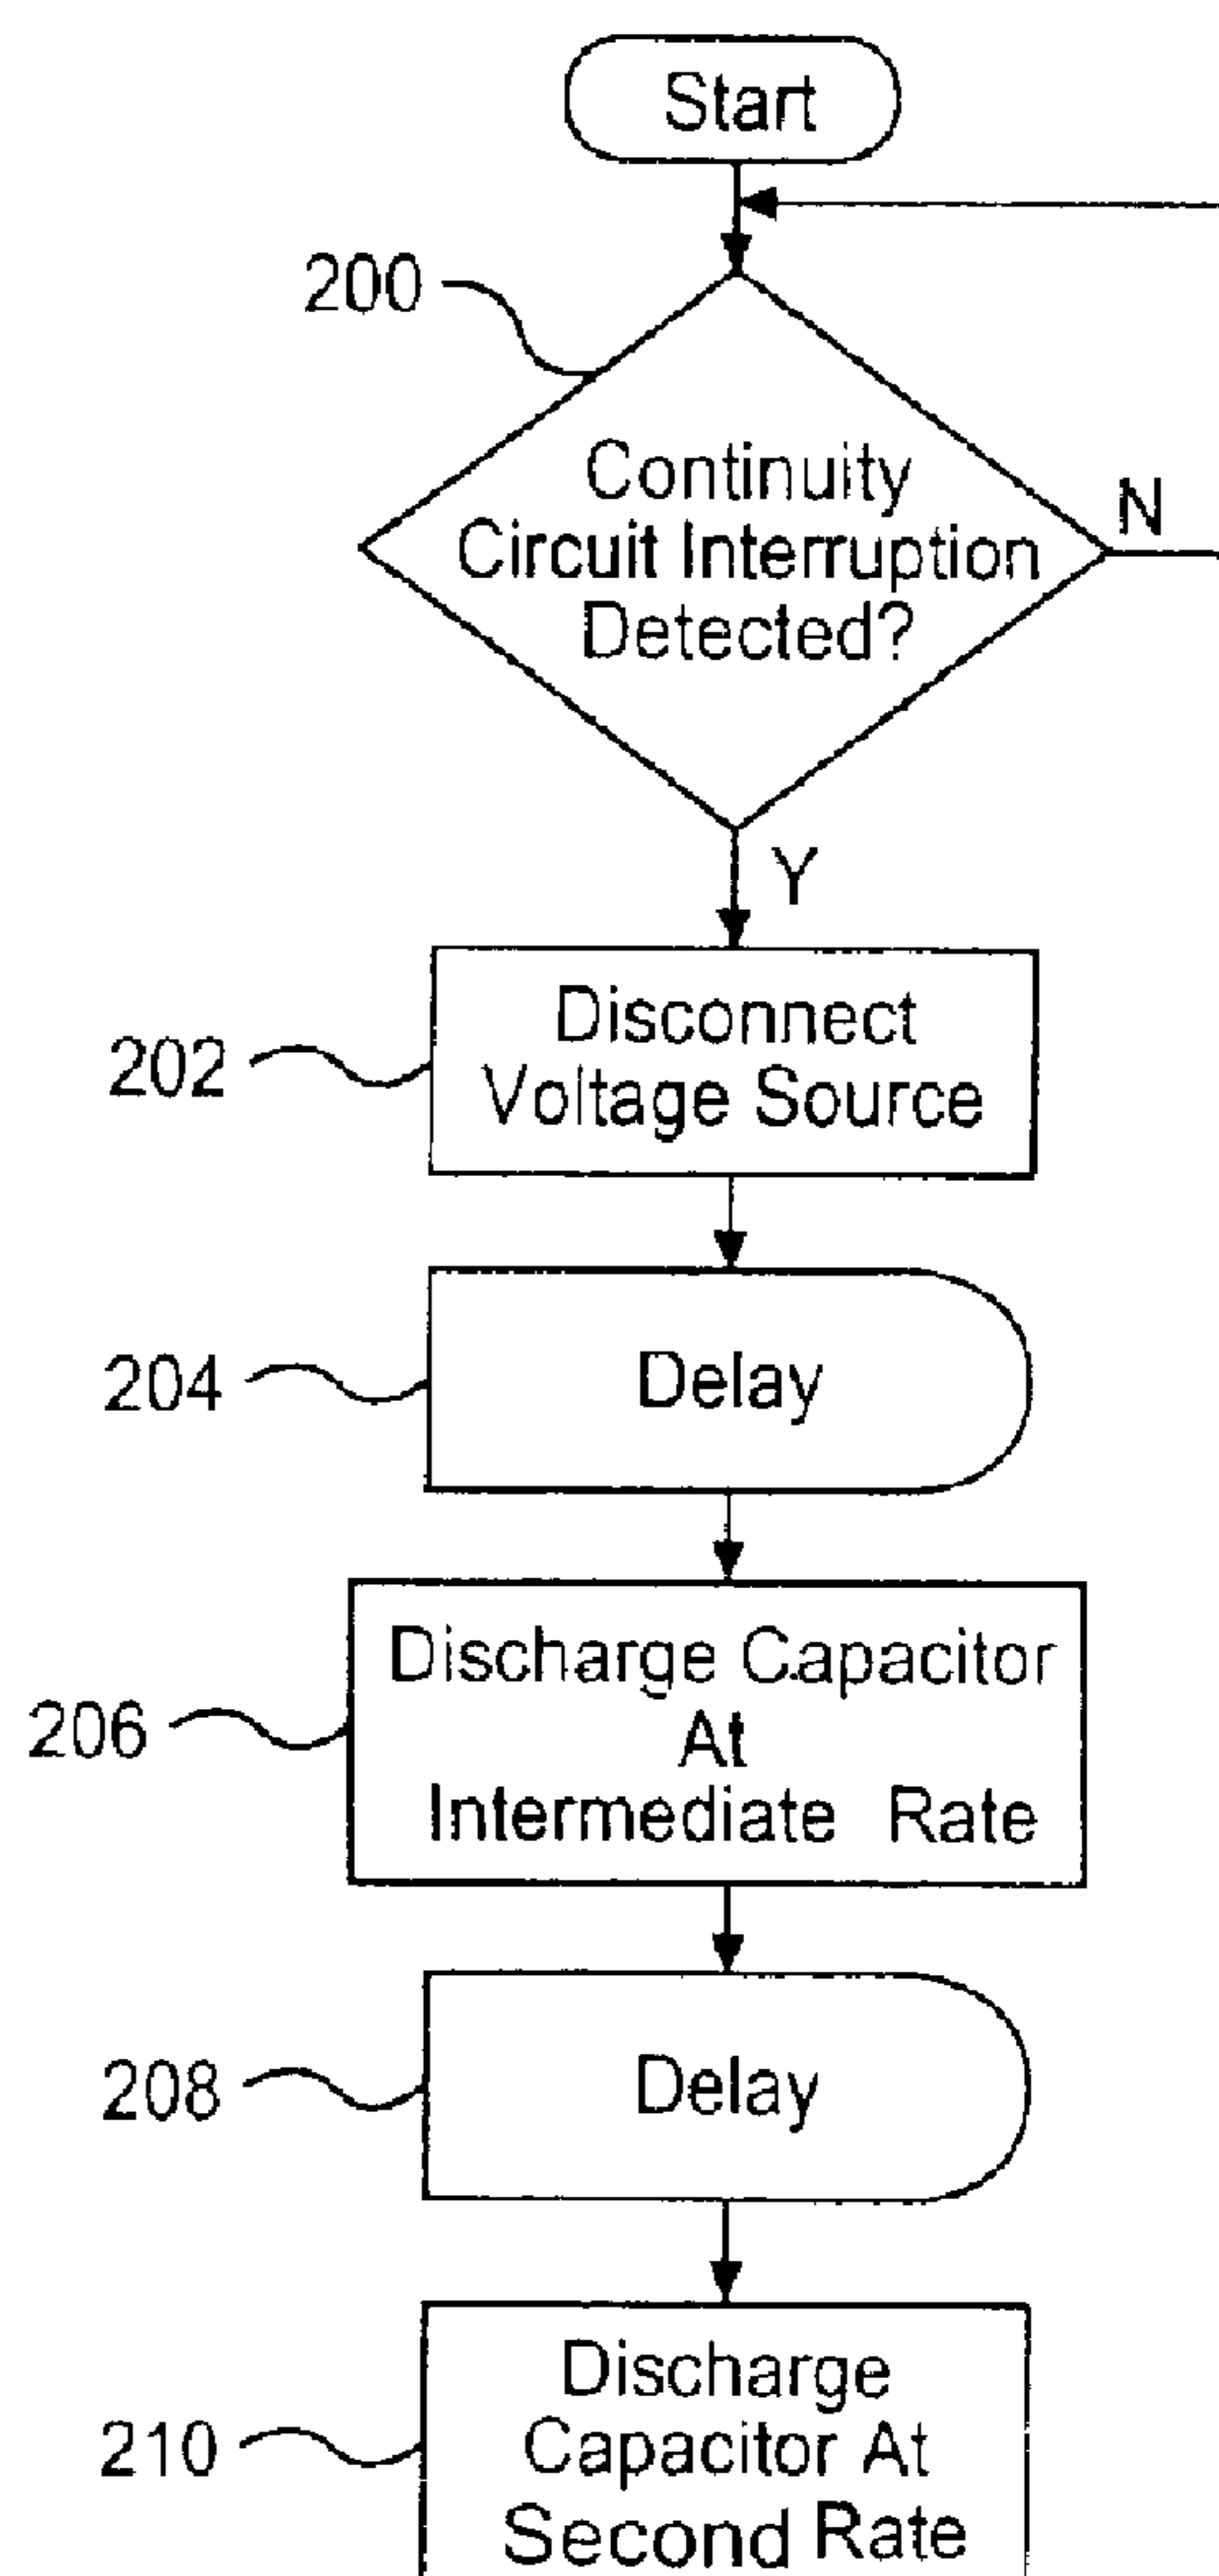 Start
200
Continuity
Circuit Interruption
Detected?
N
Y
202
Disconnect
Voltage Source
204
Delay
206
Discharge Capacitor
At
Intermediate Rate
208
Delay
210
Discharge
Capacitor At
Second Rate